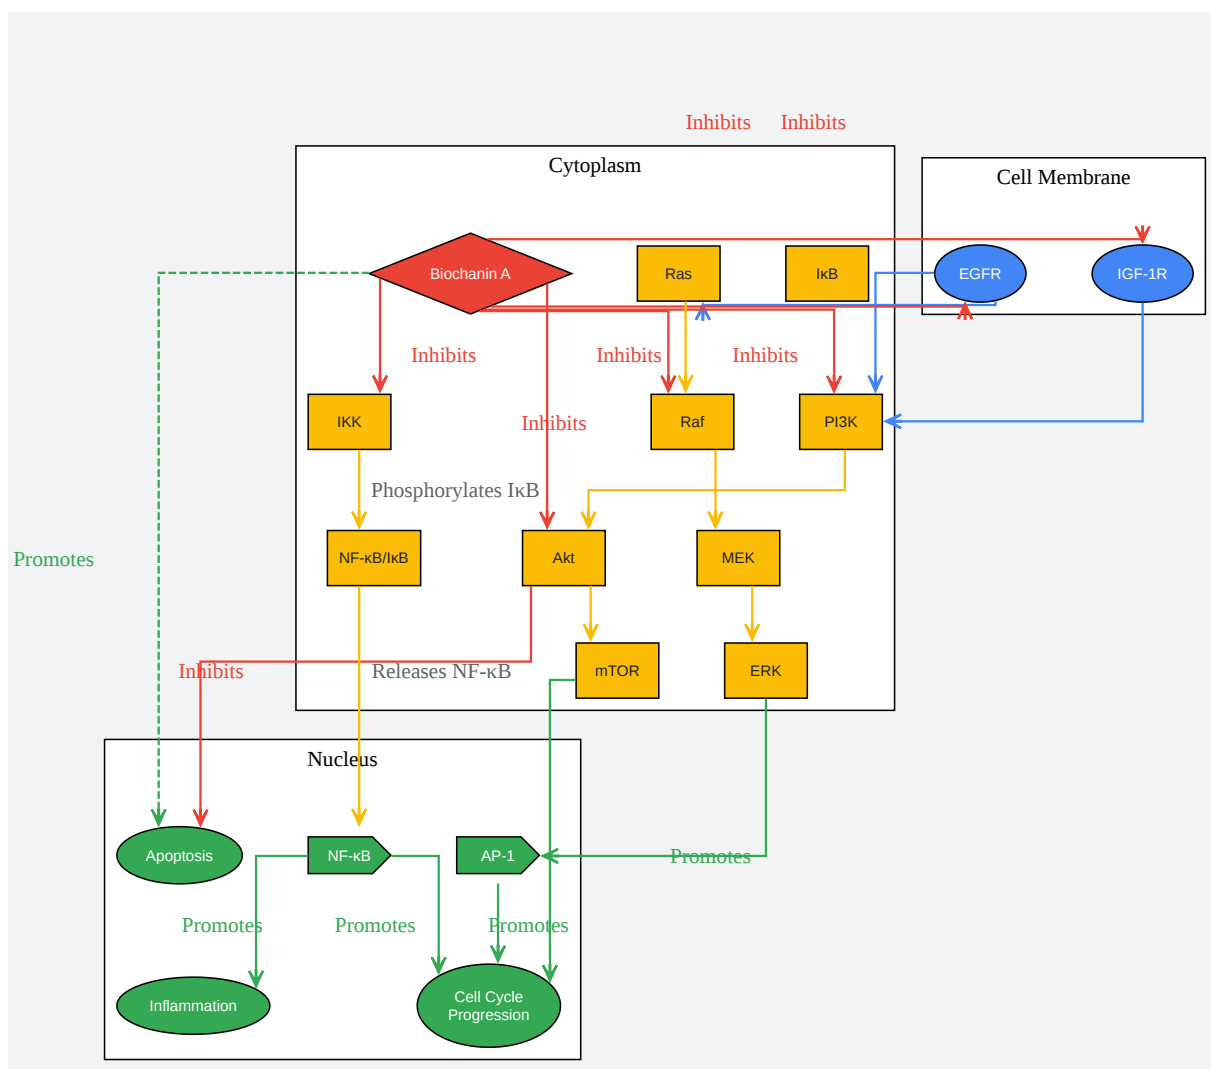 Inhibits
Inhibits
Cytoplasm
Cell Membrane
Biochanin A
Ras
IκB
EGFR
IGF-1R
Inhibits
Inhibits
Inhibits
IKK
Inhibits
Raf
PI3K
Phosphorylates IκB
NF-κB/IκB
Akt
MEK
Promotes
Inhibits
Releases NF-κB
mTOR
ERK
Nucleus
Apoptosis
NF-κB
AP-1
Promotes
Promotes
Promotes
Promotes
Inflammation
Cell Cycle
Progression